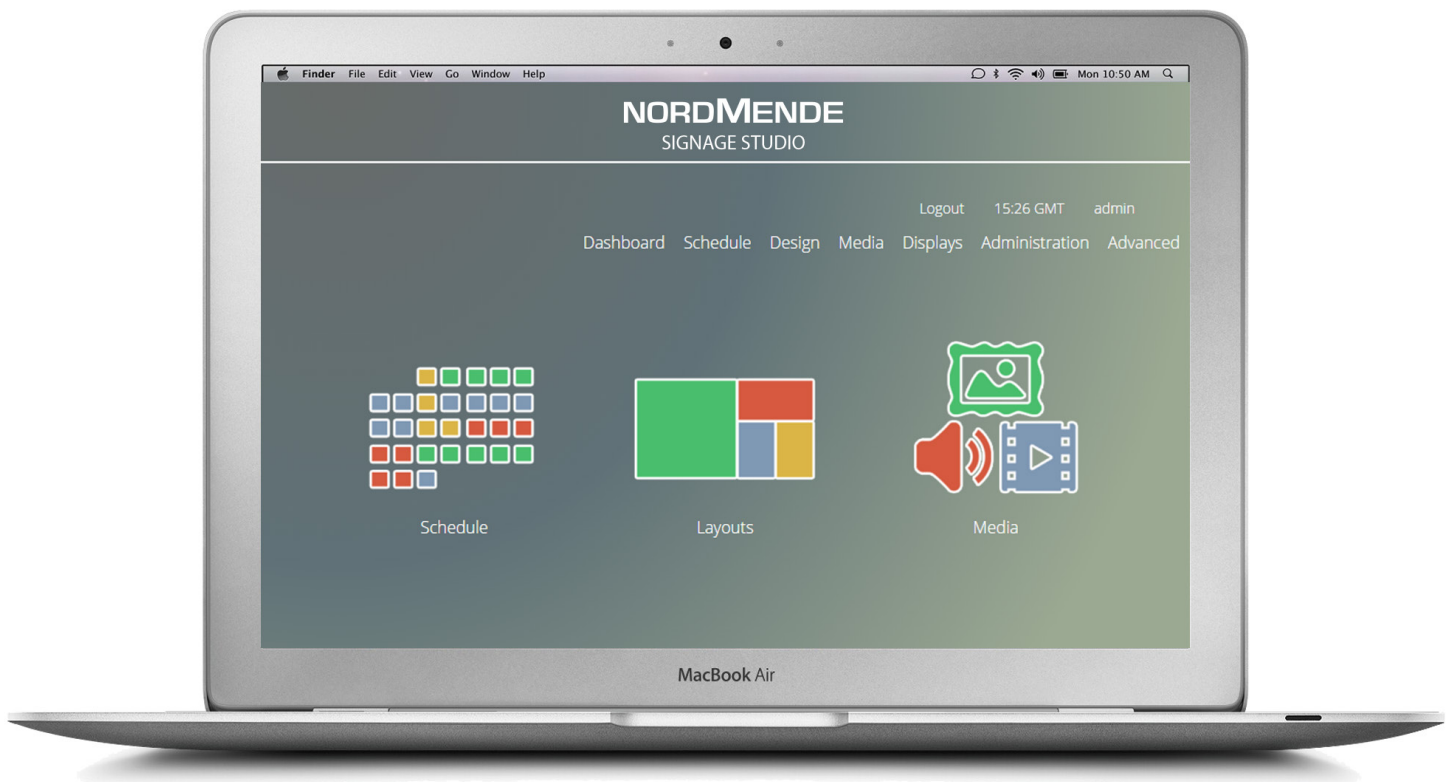 Finder File Edit View Go Window Help Mon 10:50 AM
NORDMENDE
SIGNAGE STUDIO
Logout 15:26 GMT admin
Dashboard Schedule Design Media Displays Administration Advanced
Schedule Layouts Media
MacBook Air